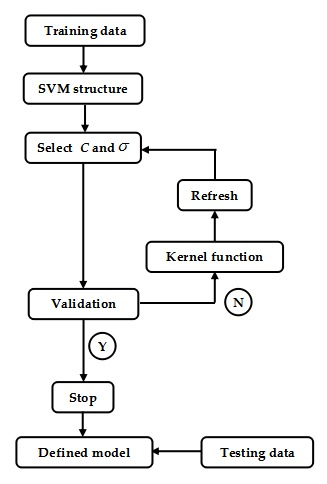 Training data
SVM structure
Select C and σ
Refresh
Kernel function
Validation
N
Y
Stop
Defined model
Testing data